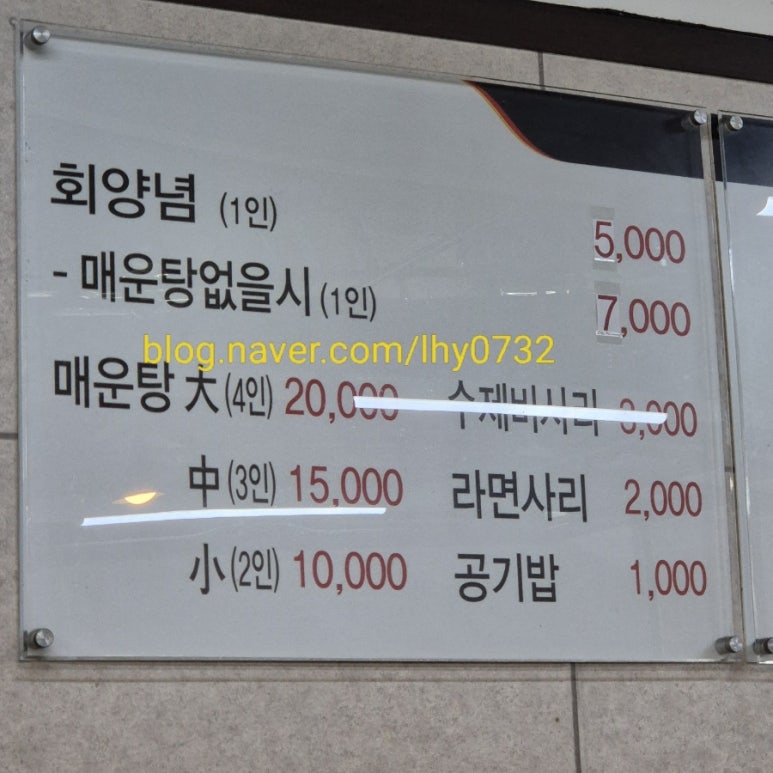 회양념 (1인) 5,000
- 매운탕없을시 (1인) 7,000
blog.naver.com/lhy0732
매운탕 大 (4인) 20,000 수제비사리 3,000
中 (3인) 15,000 라면사리 2,000
小 (2인) 10,000 공기밥 1,000